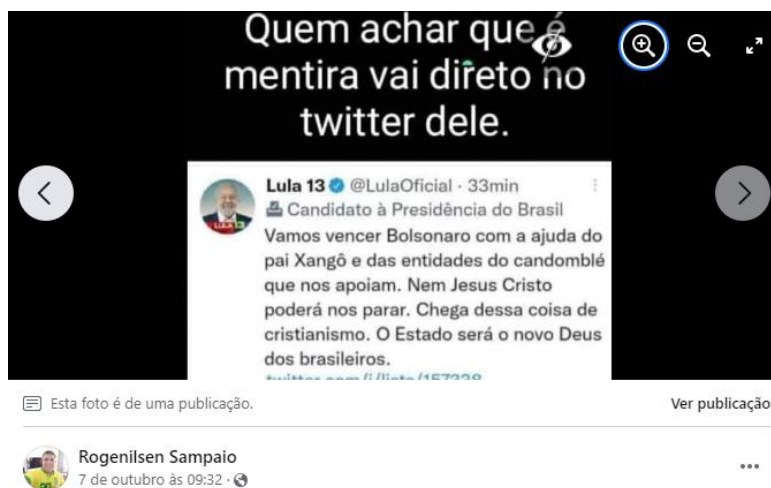 Quem achar que é
mentira vai direto no
twitter dele.
Lula 13 @LulaOficial · 33min
Candidato à Presidência do Brasil
Vamos vencer Bolsonaro com a ajuda do
pai Xangô e das entidades do candomblé
que nos apoiam. Nem Jesus Cristo
poderá nos parar. Chega dessa coisa de
cristianismo. O Estado será o novo Deus
dos brasileiros.
Esta foto é de uma publicação.
Ver publicação
Rogenilsen Sampaio
7 de outubro às 09:32 ·